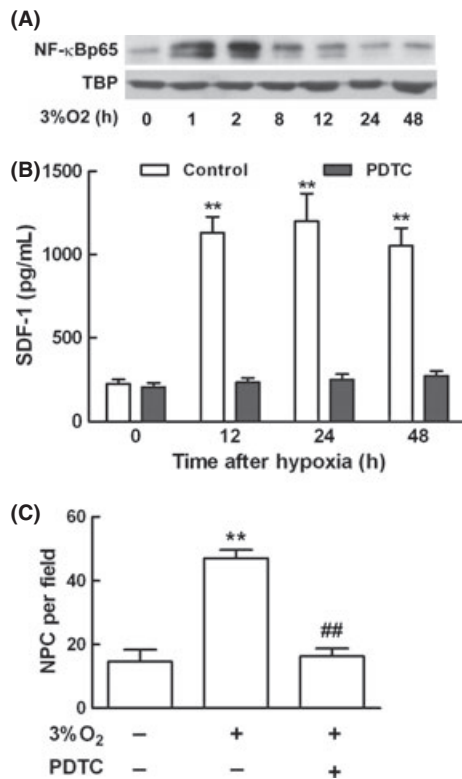 (A)
NF-κBp65
TBP
3%O2 (h) 0 1 2 8 12 24 48
(B)
Control PDTC
1500
1000
500
0
SDF-1 (pg/mL)
** ** **
0 12 24 48
Time after hypoxia (h)
(C)
60
40
20
0
NPC per field
**
##
3%O₂ – + +
PDTC – – +